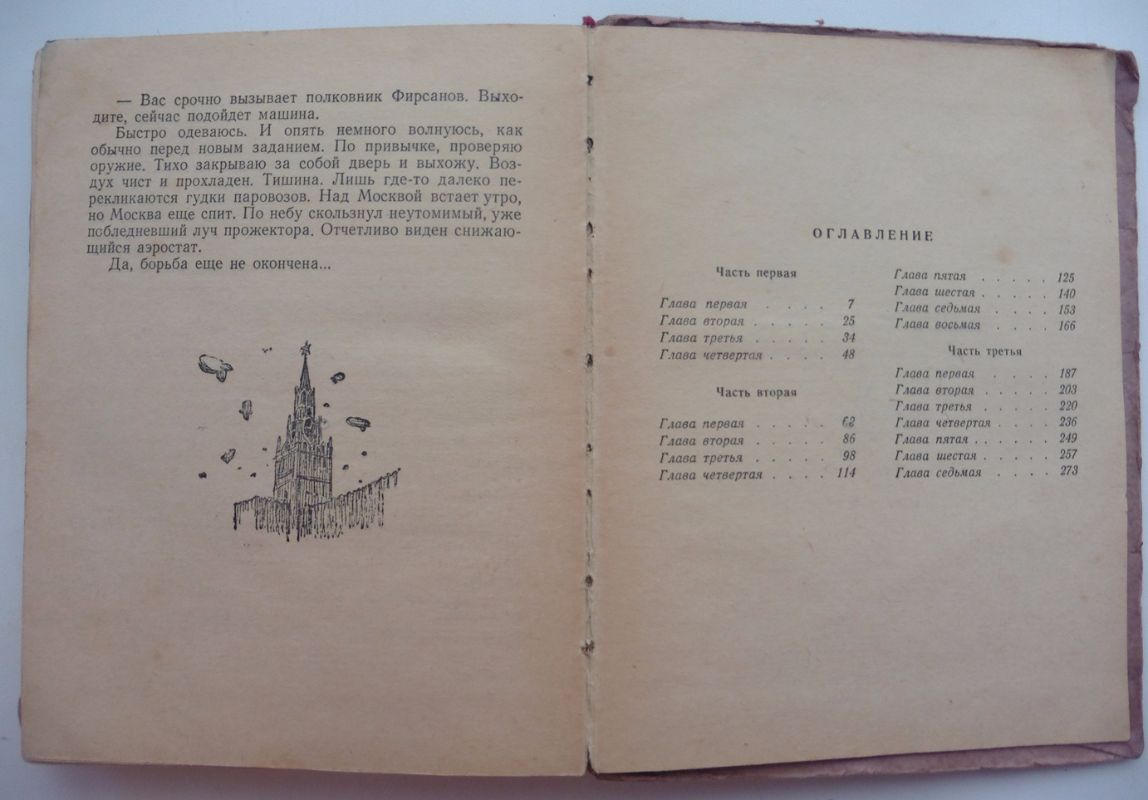 — Вас срочно вызывает полковник Фирсанов. Выхо-
дите, сейчас подойдет машина.
Быстро одеваюсь. И опять немного волнуюсь, как
обычно перед новым заданием. По привычке, проверяю
оружие. Тихо закрываю за собой дверь и выхожу. Воз-
дух чист и прохладен. Тишина. Лишь где-то далеко пе-
рекликаются гудки паровозов. Над Москвой встает утро,
но Москва еще спит. По небу скользнул неутомимый, уже
побледневший луч прожектора. Отчетливо виден снижаю-
щийся аэростат.
Да, борьба еще не окончена...
ОГЛАВЛЕНИЕ
Часть первая
Глава первая . . . . 7
Глава вторая . . . . . 25
Глава третья . . . . . 34
Глава четвертая . . . . 48
Часть вторая
Глава первая . . . . . 62
Глава вторая . . . . . 86
Глава третья . . . . . 98
Глава четвертая . . . . 114
Глава пятая . . . . . 125
Глава шестая . . . . . 140
Глава седьмая . . . . . 153
Глава восьмая . . . . . 166
Часть третья
Глава первая . . . . 187
Глава вторая . . . . . 203
Глава третья . . . . . 220
Глава четвертая . . . . 236
Глава пятая . . . . . . 249
Глава шестая . . . . . 257
Глава седьмая . . . . 273